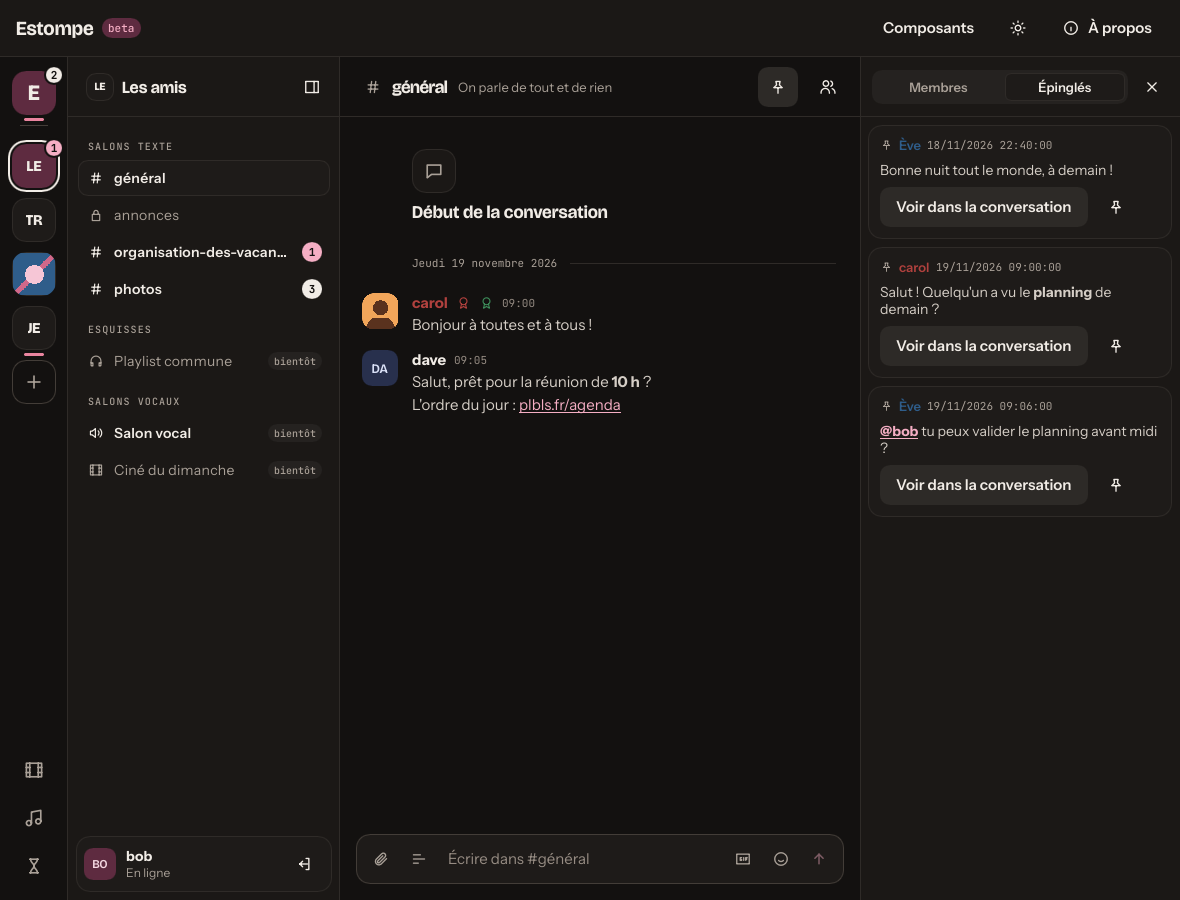 Estompe beta
Composants
À propos
E 2
LE 1
TR
JE
LE Les amis
SALONS TEXTE
# général
annonces
# organisation-des-vacan... 1
# photos 3
ESQUISSES
Playlist commune bientôt
SALONS VOCAUX
Salon vocal bientôt
Ciné du dimanche bientôt
BO bob
En ligne
# général On parle de tout et de rien
Début de la conversation
Jeudi 19 novembre 2026
carol 09:00
Bonjour à toutes et à tous !
DA dave 09:05
Salut, prêt pour la réunion de 10 h ?
L'ordre du jour : plbls.fr/agenda
Écrire dans #général
GIF
Membres Épinglés
Ève 18/11/2026 22:40:00
Bonne nuit tout le monde, à demain !
Voir dans la conversation
carol 19/11/2026 09:00:00
Salut ! Quelqu'un a vu le planning de
demain ?
Voir dans la conversation
Ève 19/11/2026 09:06:00
@bob tu peux valider le planning avant midi
?
Voir dans la conversation